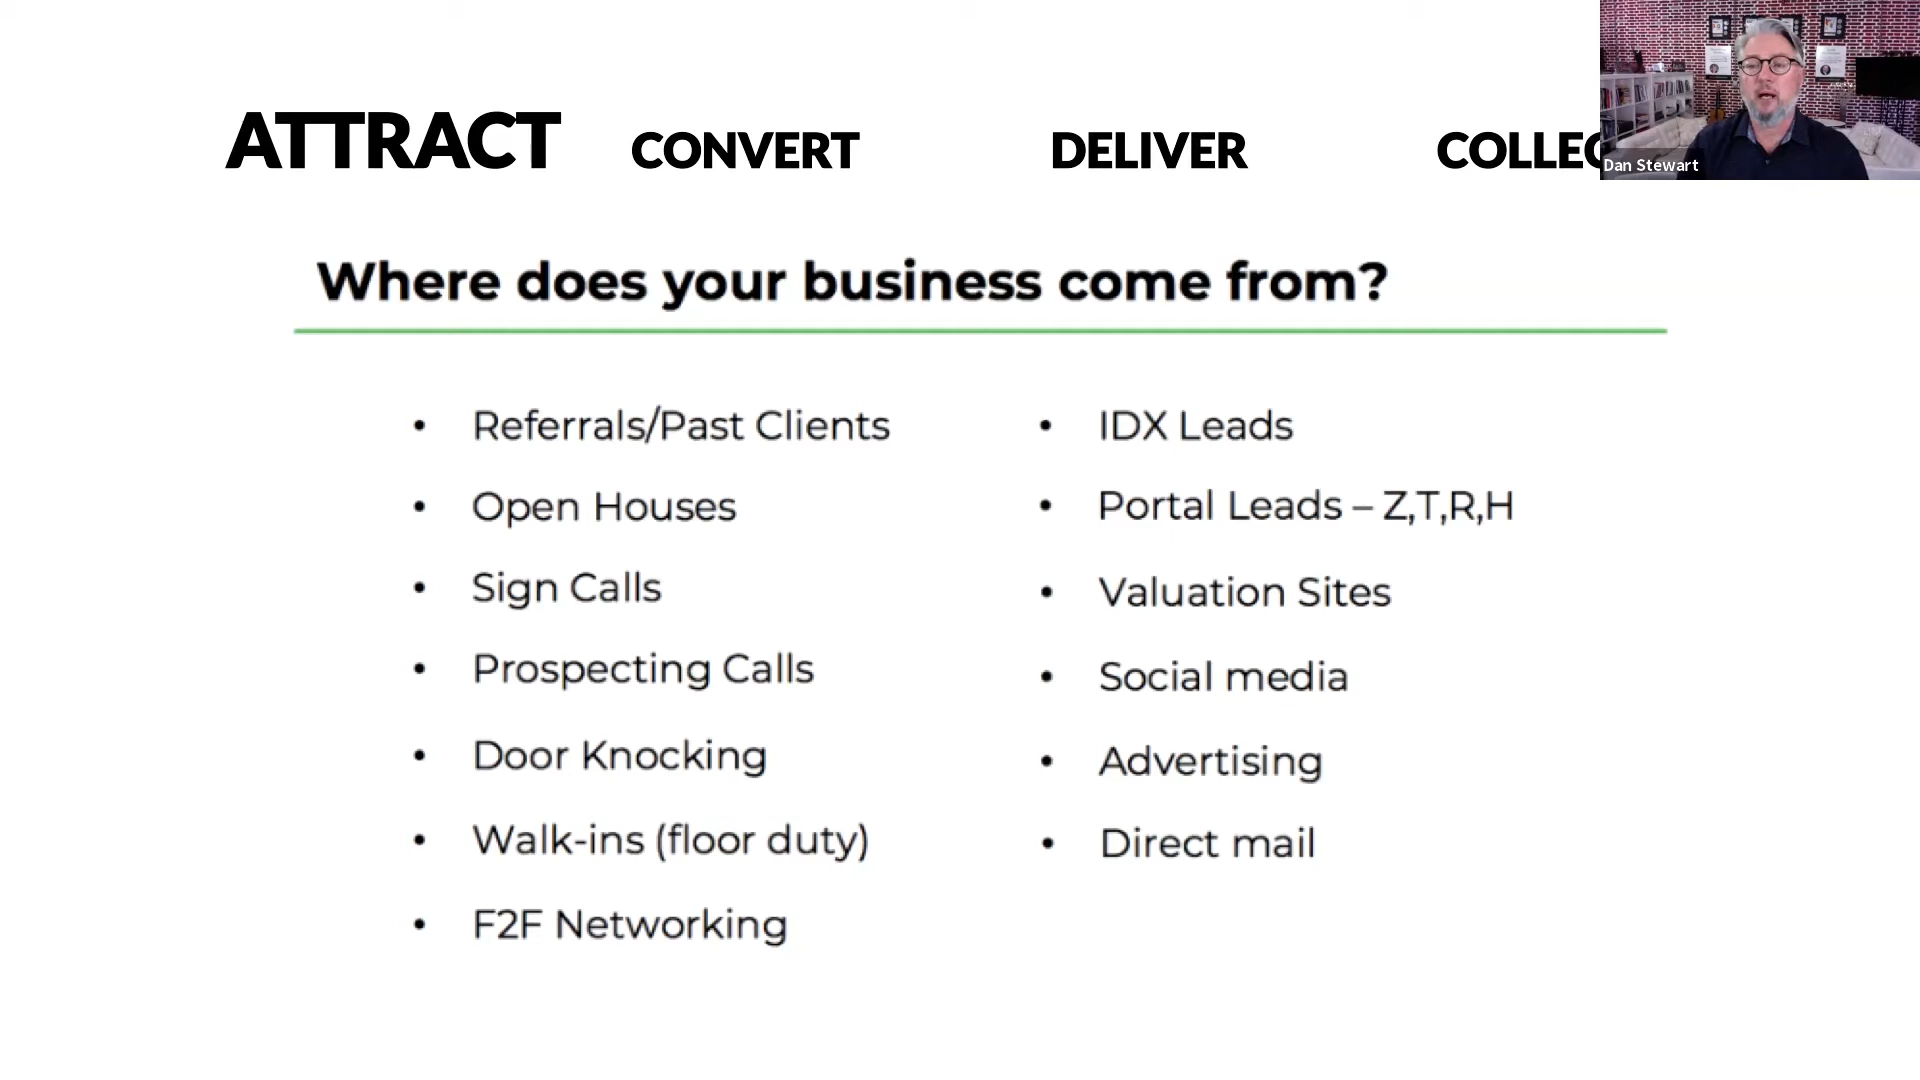 ATTRACT CONVERT DELIVER COLLEC
Dan Stewart
Where does your business come from?
• Referrals/Past Clients
• Open Houses
• Sign Calls
• Prospecting Calls
• Door Knocking
• Walk-ins (floor duty)
• F2F Networking
• IDX Leads
• Portal Leads – Z,T,R,H
• Valuation Sites
• Social media
• Advertising
• Direct mail